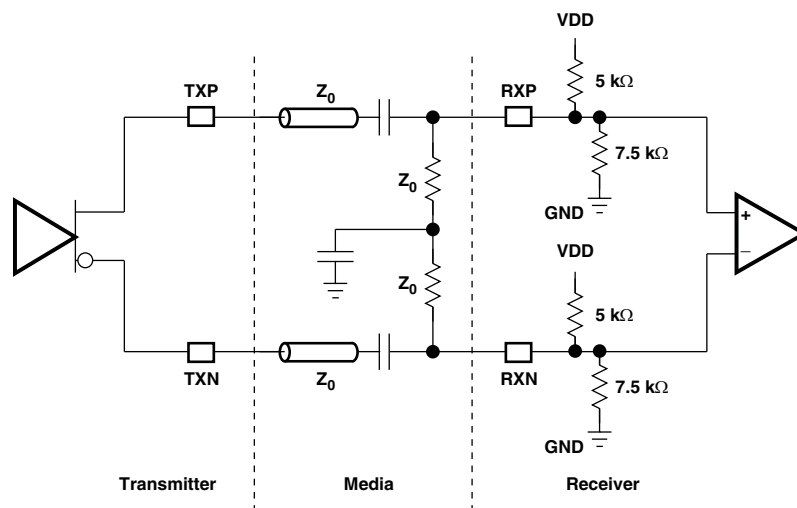 VDD
TXP
Z0
RXP
5 kΩ
7.5 kΩ
Z0
GND
+
VDD
−
Z0
5 kΩ
TXN
Z0
RXN
7.5 kΩ
GND
Transmitter
Media
Receiver